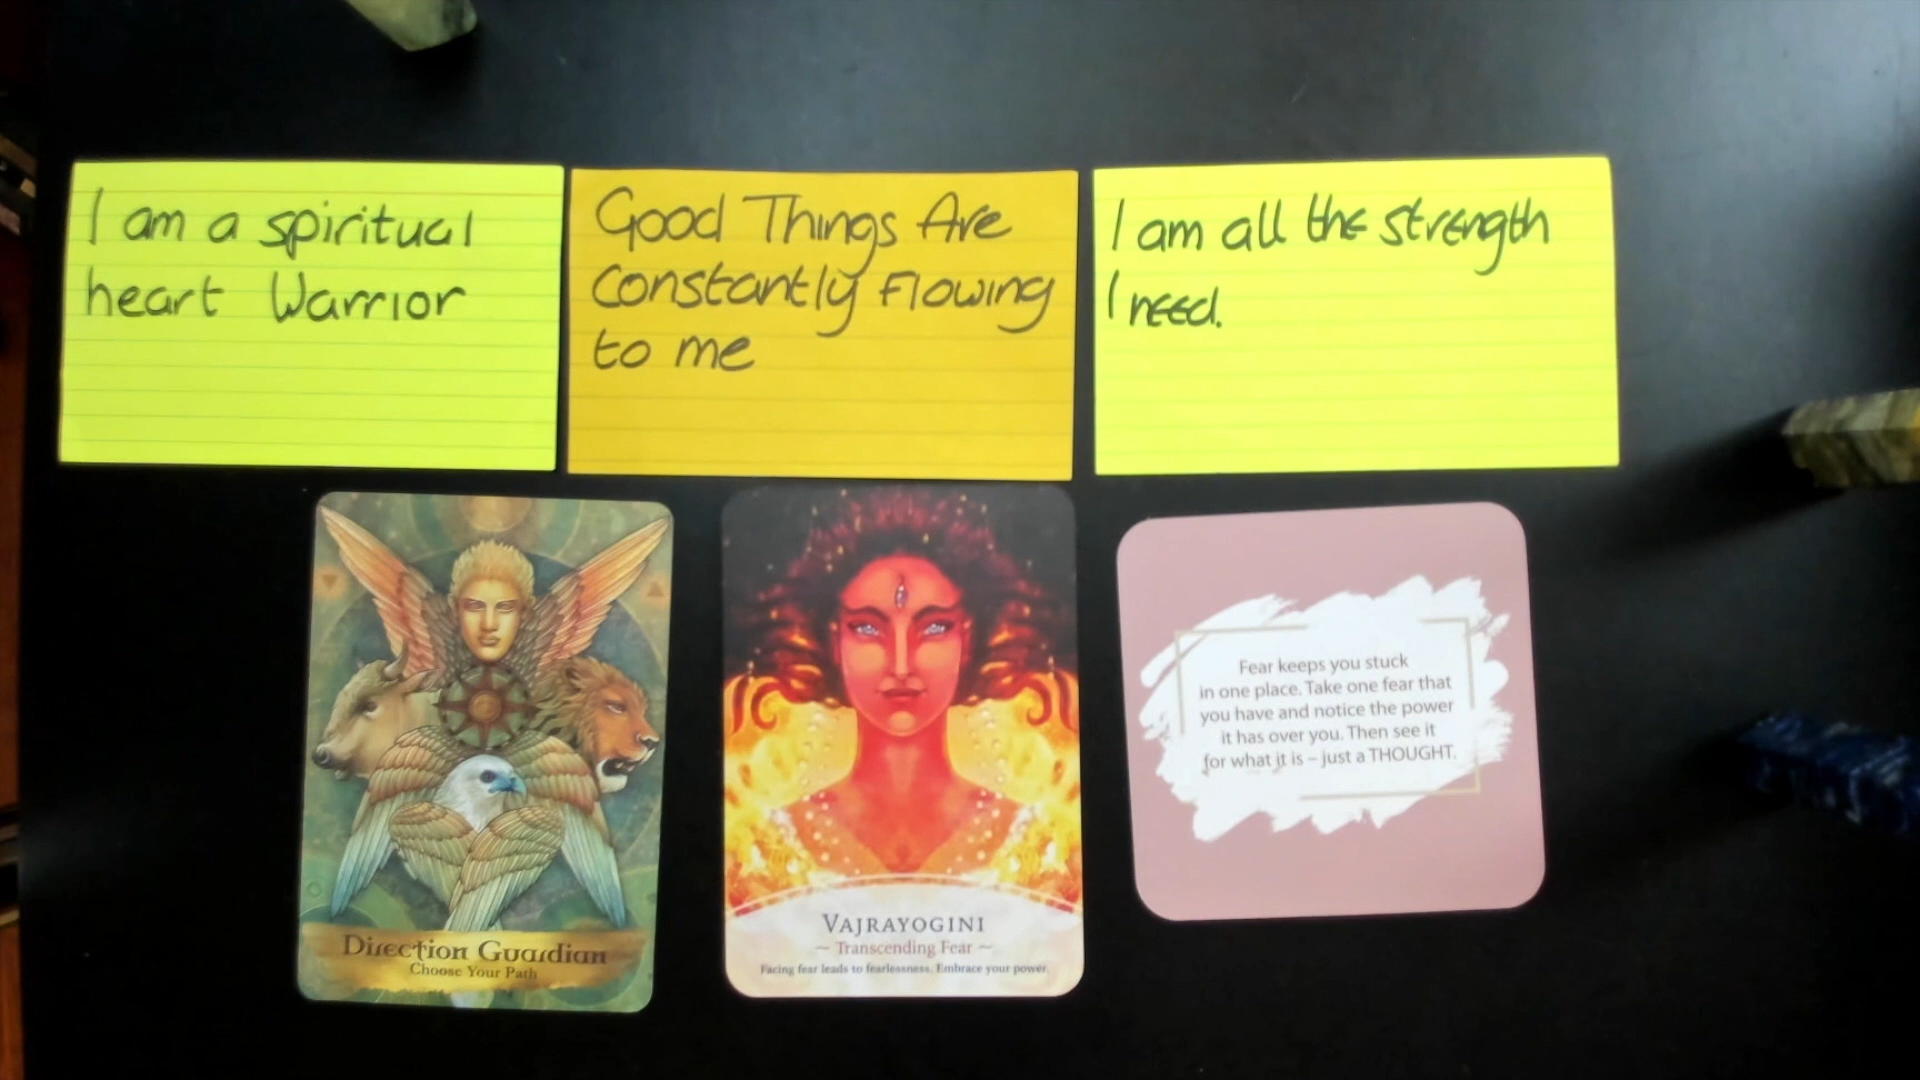 I am a spiritual
heart Warrior
Good Things Are
Constantly Flowing
to me
I am all the strength
I need.
Direction Guardian
Choose Your Path
VAJRAYOGINI
~ Transcending Fear ~
Facing fear leads to fearlessness. Embrace your power.
Fear keeps you stuck
in one place. Take one fear that
you have and notice the power
it has over you. Then see it
for what it is – just a THOUGHT.